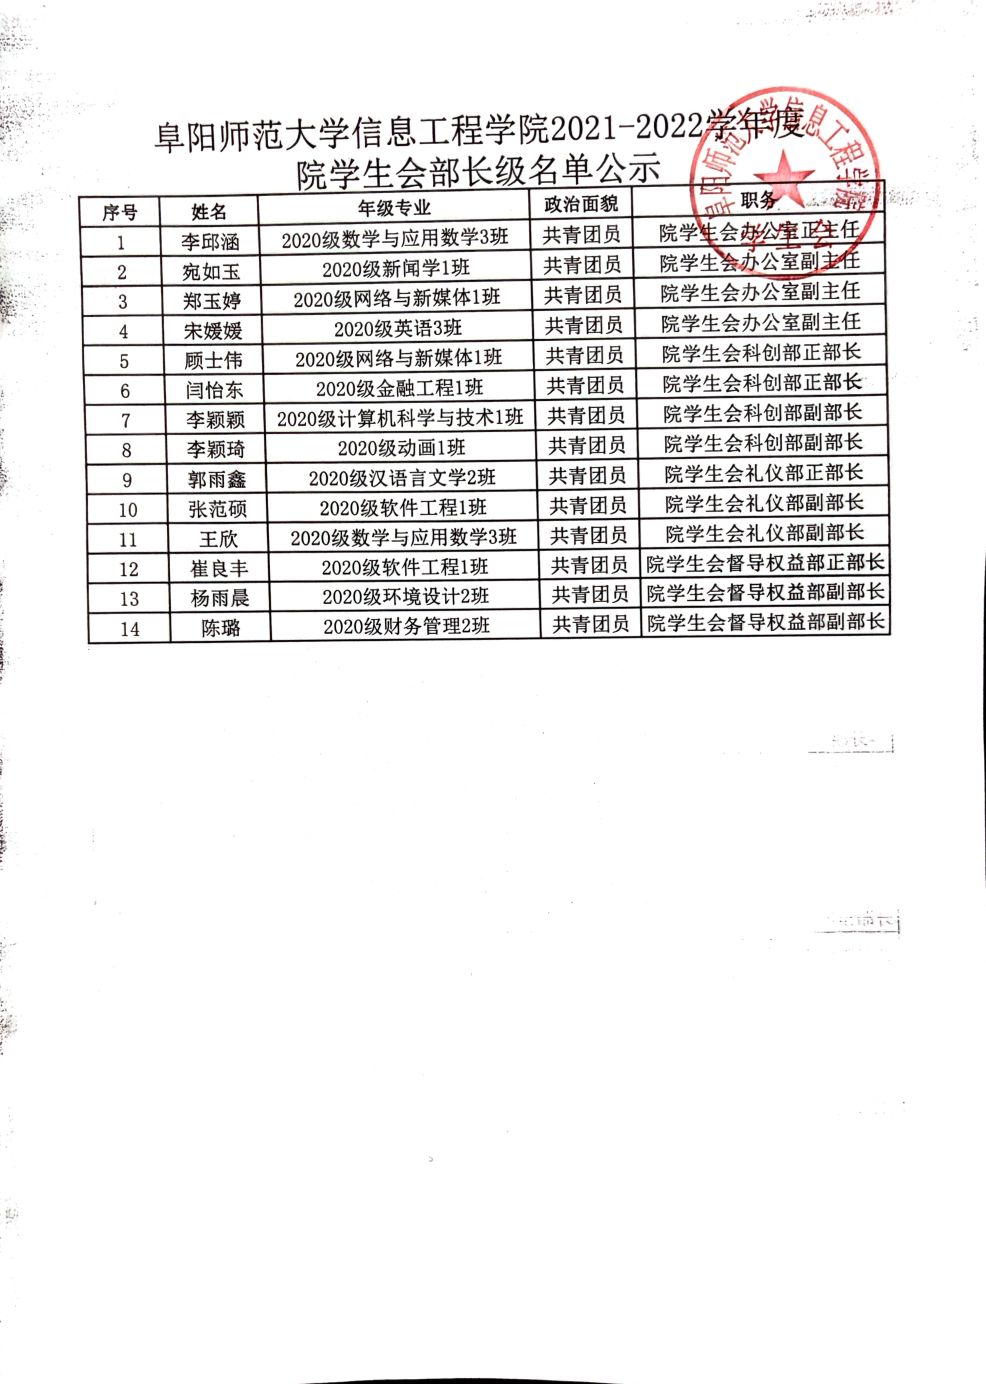 阜阳师范大学信息工程学院2021-2022学年度
院学生会部长级名单公示
阜阳师范大学信息工程学院
学生会
序号 姓名 年级专业 政治面貌 职务
1 李邱涵 2020级数学与应用数学3班 共青团员 院学生会办公室正主任
2 宛如玉 2020级新闻学1班 共青团员 院学生会办公室副主任
3 郑玉婷 2020级网络与新媒体1班 共青团员 院学生会办公室副主任
4 宋媛媛 2020级英语3班 共青团员 院学生会办公室副主任
5 顾士伟 2020级网络与新媒体1班 共青团员 院学生会科创部正部长
6 闫怡东 2020级金融工程1班 共青团员 院学生会科创部正部长
7 李颖颖 2020级计算机科学与技术1班 共青团员 院学生会科创部副部长
8 李颖琦 2020级动画1班 共青团员 院学生会科创部副部长
9 郭雨鑫 2020级汉语言文学2班 共青团员 院学生会礼仪部正部长
10 张范硕 2020级软件工程1班 共青团员 院学生会礼仪部副部长
11 王欣 2020级数学与应用数学3班 共青团员 院学生会礼仪部副部长
12 崔良丰 2020级软件工程1班 共青团员 院学生会督导权益部正部长
13 杨雨晨 2020级环境设计2班 共青团员 院学生会督导权益部副部长
14 陈璐 2020级财务管理2班 共青团员 院学生会督导权益部副部长